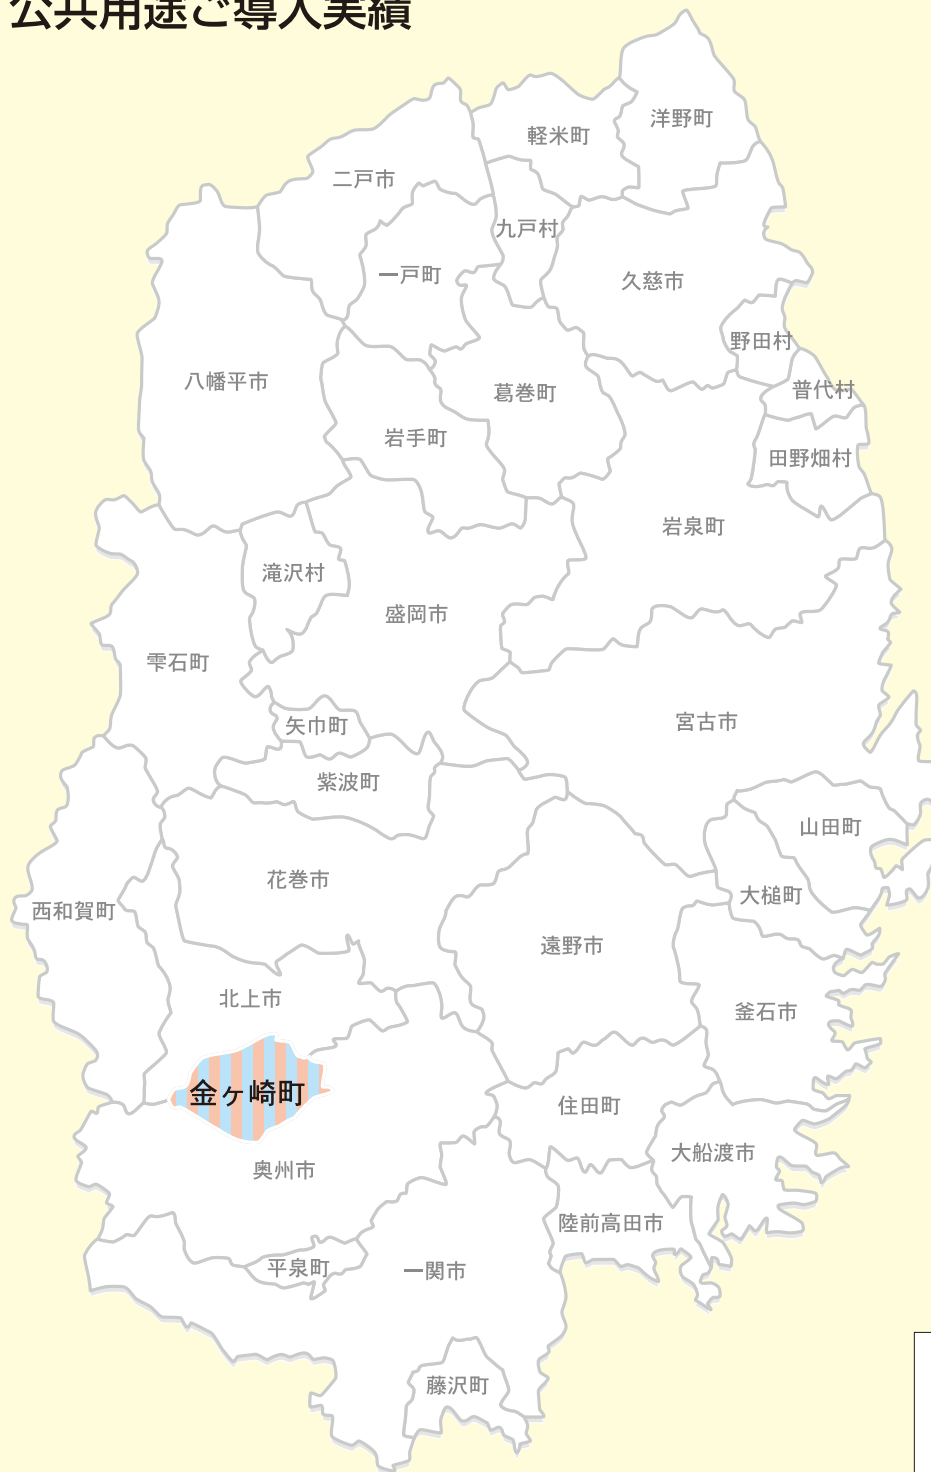 公共用途ご導入実績
洋野町
軽米町
二戸市
九戸村
一戸町
久慈市
野田村
八幡平市
普代村
葛巻町
岩手町
田野畑村
岩泉町
滝沢村
盛岡市
雫石町
宮古市
矢巾町
紫波町
山田町
花巻市
大槌町
西和賀町
遠野市
北上市
釜石市
金ヶ崎町
住田町
大船渡市
奥州市
陸前高田市
平泉町
一関市
藤沢町